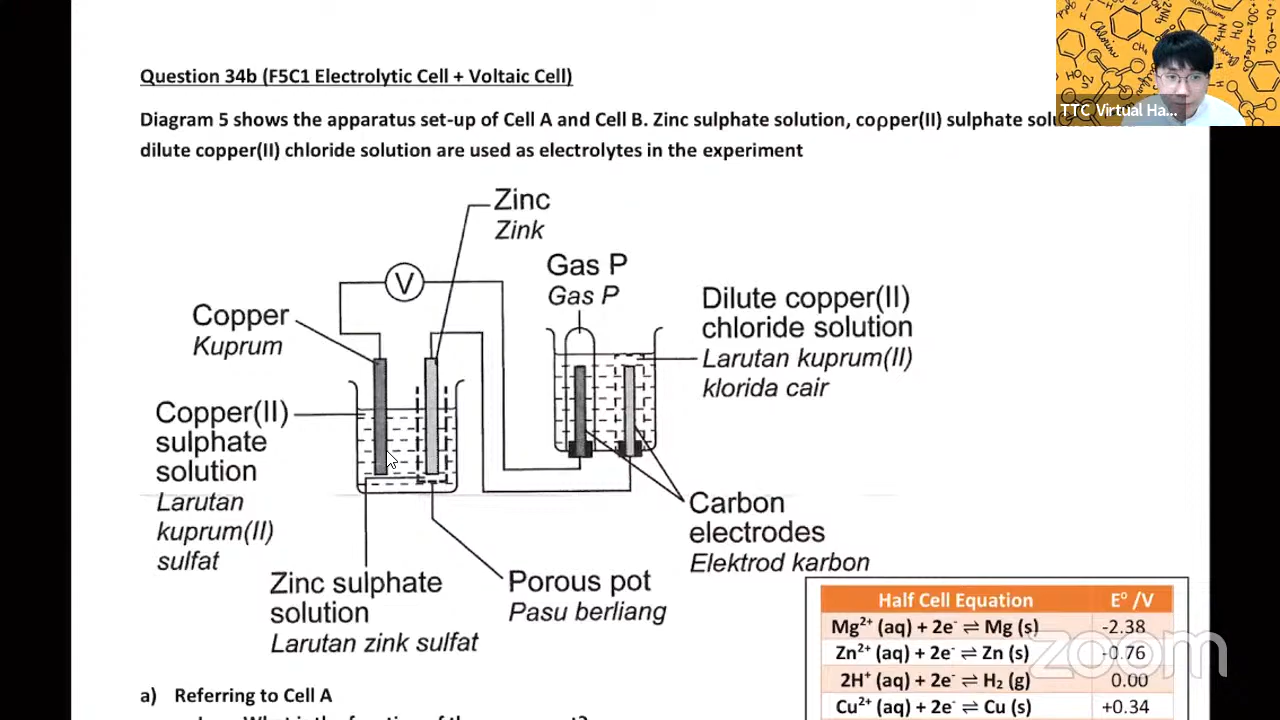 Question 34b (F5C1 Electrolytic Cell + Voltaic Cell)
Diagram 5 shows the apparatus set-up of Cell A and Cell B. Zinc sulphate solution, copper(II) sulphate
dilute copper(II) chloride solution are used as electrolytes in the experiment
Zinc
Zink
V
Gas P
Gas P
Copper
Kuprum
Dilute copper(II)
chloride solution
Larutan kuprum(II)
klorida cair
Copper(II)
sulphate
solution
Larutan
kuprum(II)
sulfat
Carbon
electrodes
Elektrod karbon
Zinc sulphate
solution
Larutan zink sulfat
Porous pot
Pasu berliang
Half Cell Equation E° /V
Mg²⁺ (aq) + 2e⁻ ⇌ Mg (s) -2.38
Zn²⁺ (aq) + 2e⁻ ⇌ Zn (s) -0.76
2H⁺ (aq) + 2e⁻ ⇌ H₂ (g) 0.00
Cu²⁺ (aq) + 2e⁻ ⇌ Cu (s) +0.34
a) Referring to Cell A
zoom
TTC Virtual Ha...